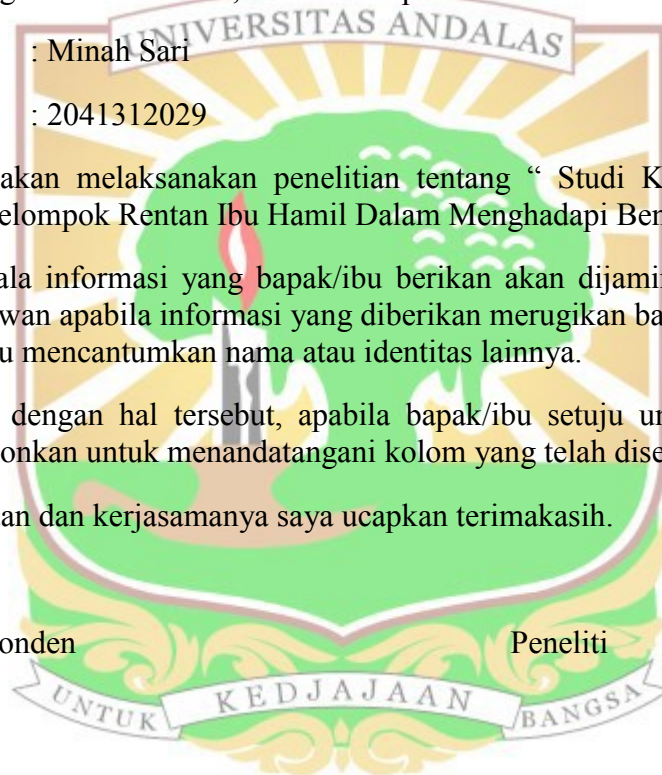 UNIVERSITAS ANDALAS
: Minah Sari
: 2041312029
akan melaksanakan penelitian tentang “ Studi K
elompok Rentan Ibu Hamil Dalam Menghadapi Ben
ala informasi yang bapak/ibu berikan akan dijamin
wan apabila informasi yang diberikan merugikan ba
u mencantumkan nama atau identitas lainnya.
dengan hal tersebut, apabila bapak/ibu setuju un
onkan untuk menandatangani kolom yang telah dise
an dan kerjasamanya saya ucapkan terimakasih.
onden Peneliti
UNTUK KEDJAJAAN BANGSA